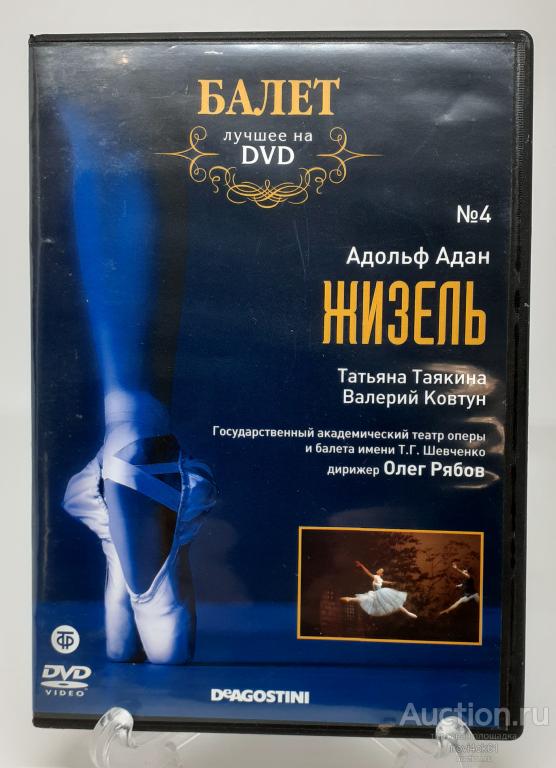 БАЛЕТ
лучшее на
DVD
№4
Адольф Адан
ЖИЗЕЛЬ
Татьяна Таякина
Валерий Ковтун
Государственный академический театр оперы
и балета имени Т.Г. Шевченко
дирижер Олег Рябов
DVD
VIDEO
DeAGOSTINI
Auction.ru